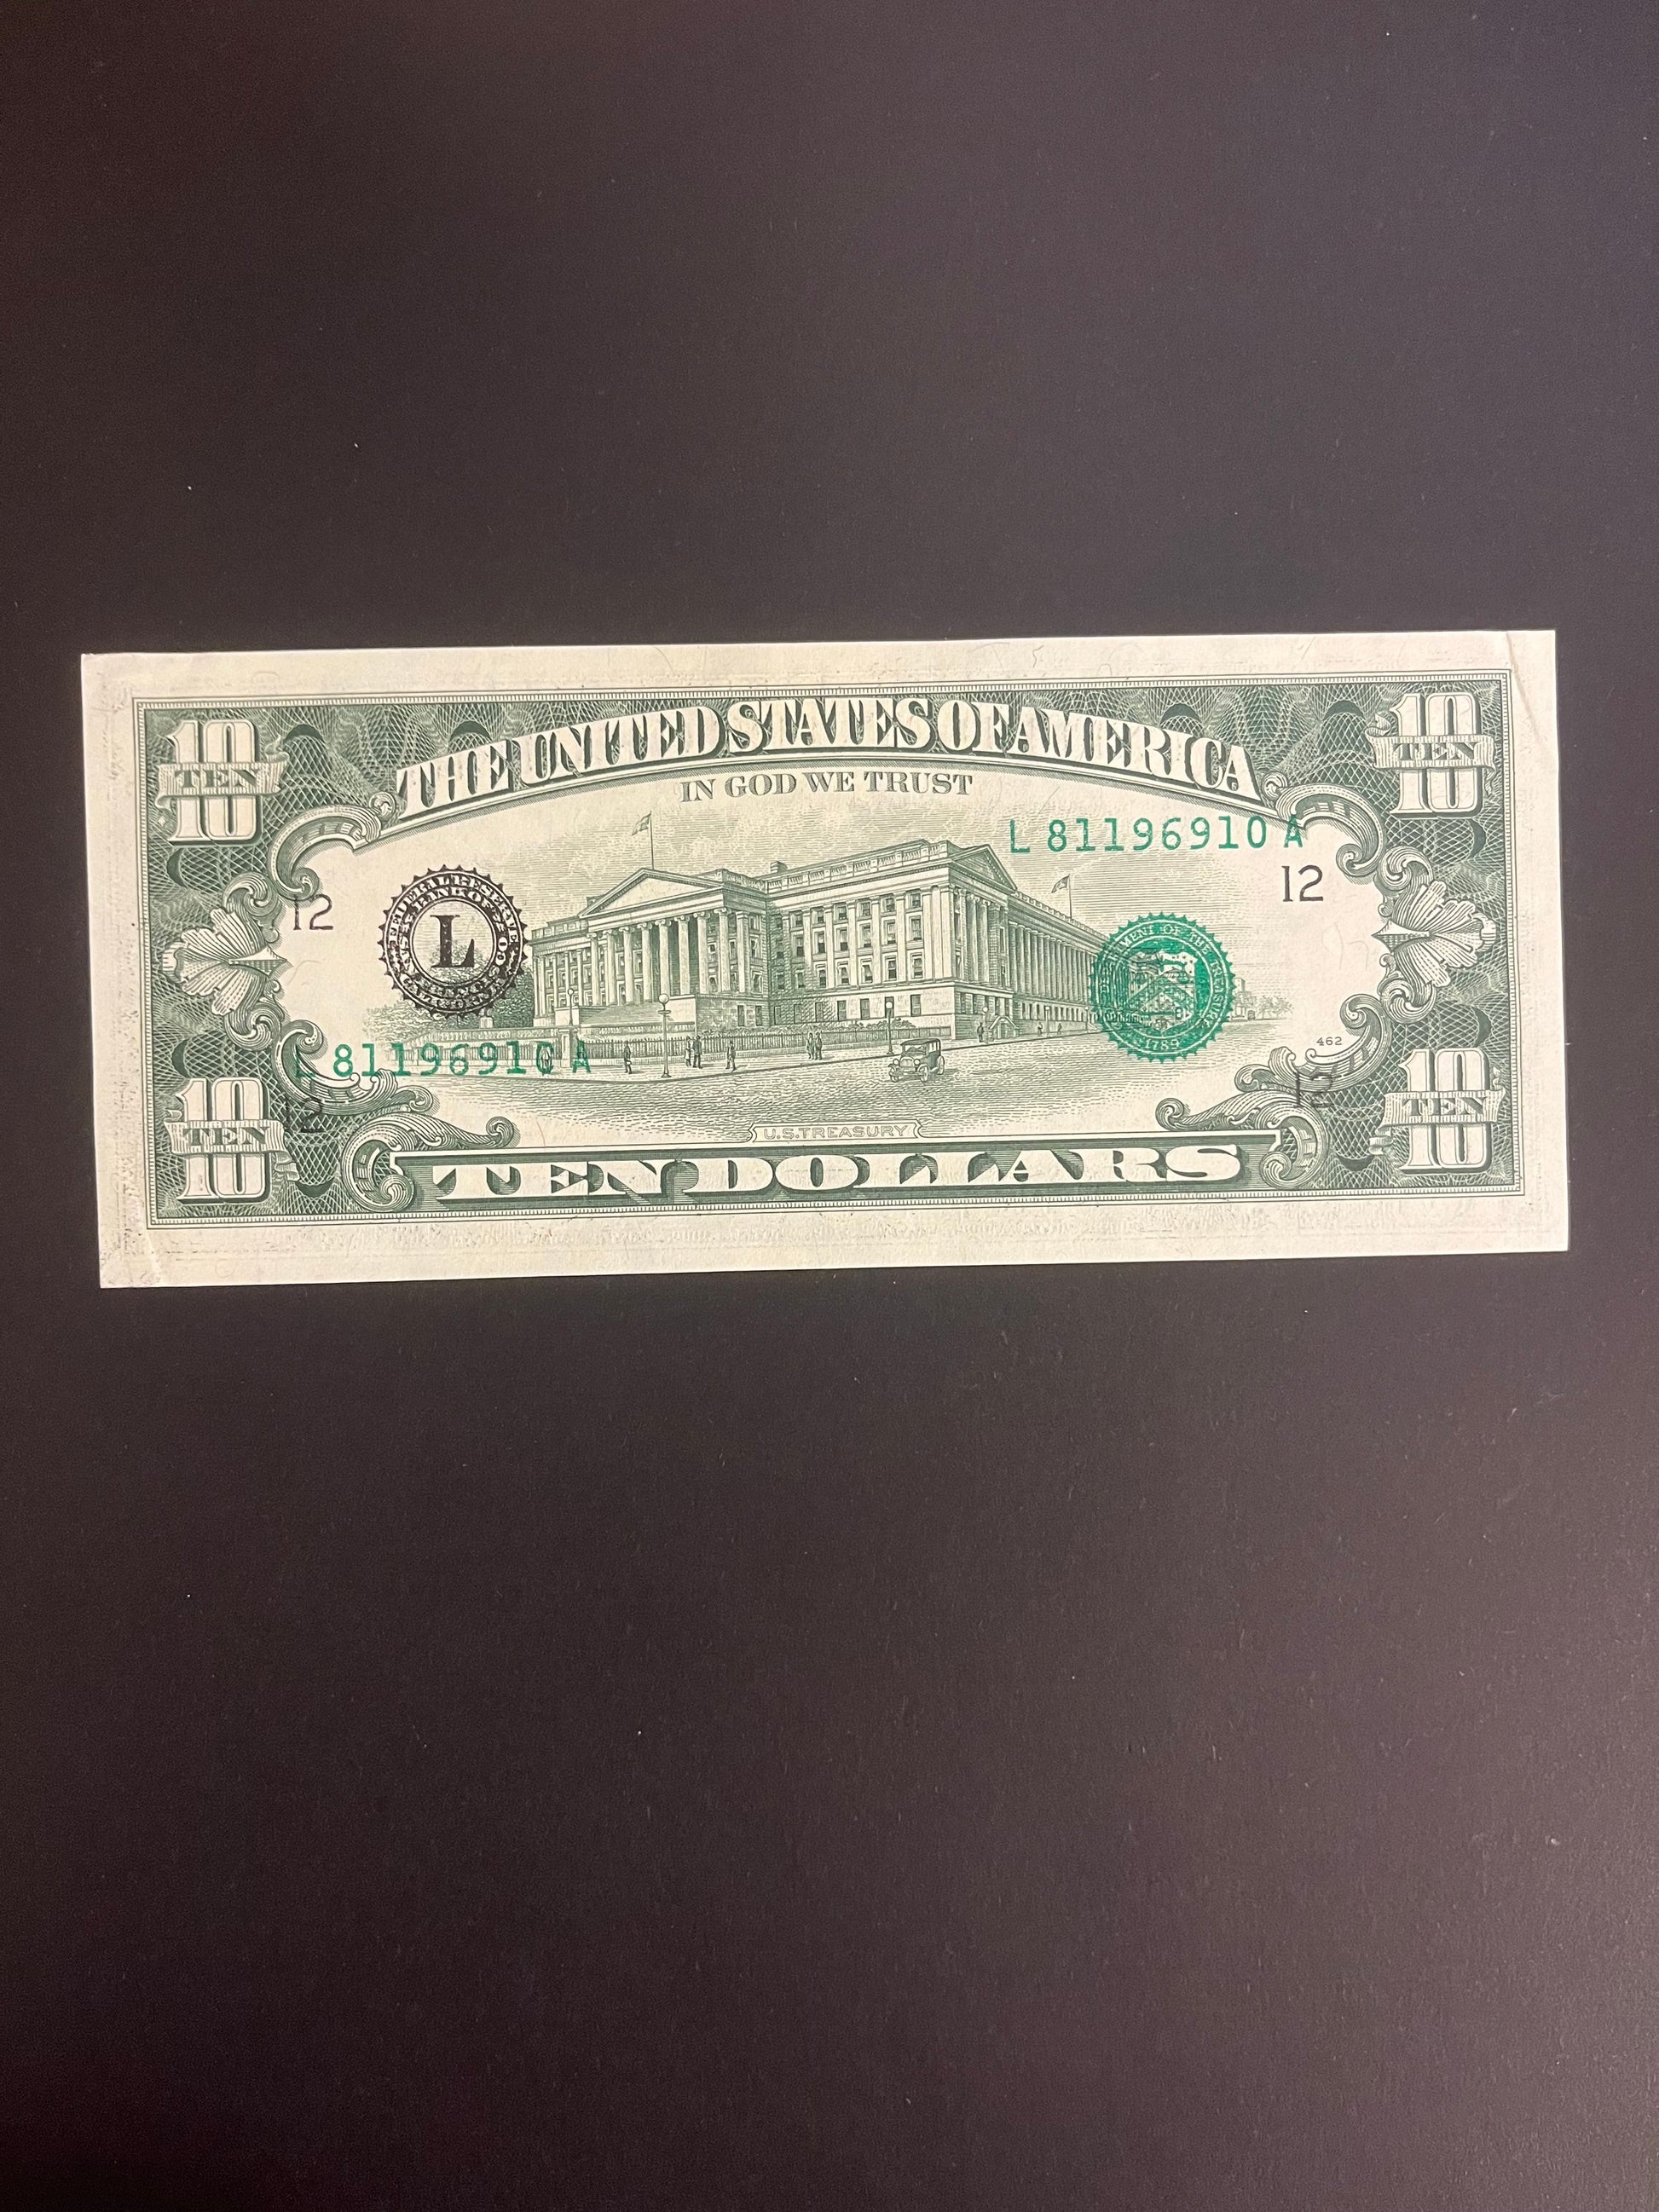 10 TEN 10
THE UNITED STATES OF AMERICA
10 TEN 10
IN GOD WE TRUST
L 81196910 A
12
12
L
1789
L 81196910 A
462
12
12
10 TEN 10
U.S. TREASURY
10 TEN 10
TEN DOLLARS